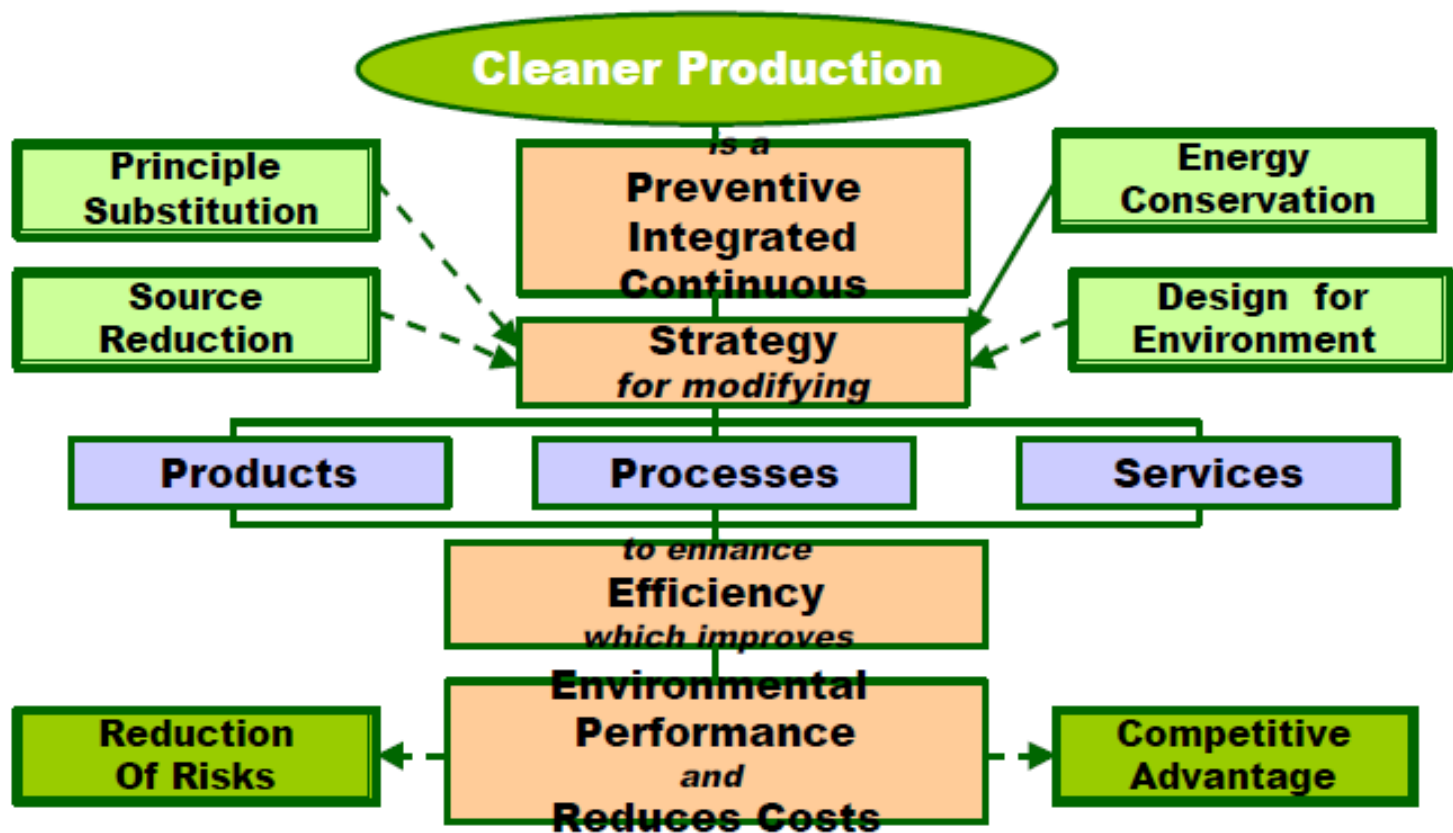 Cleaner Production
is a
Preventive
Integrated
Continuous
Principle
Substitution
Energy
Conservation
Source
Reduction
Design for
Environment
Strategy
for modifying
Products
Processes
Services
to enhance
Efficiency
which improves
Environmental
Performance
and
Reduces Costs
Reduction
Of Risks
Competitive
Advantage